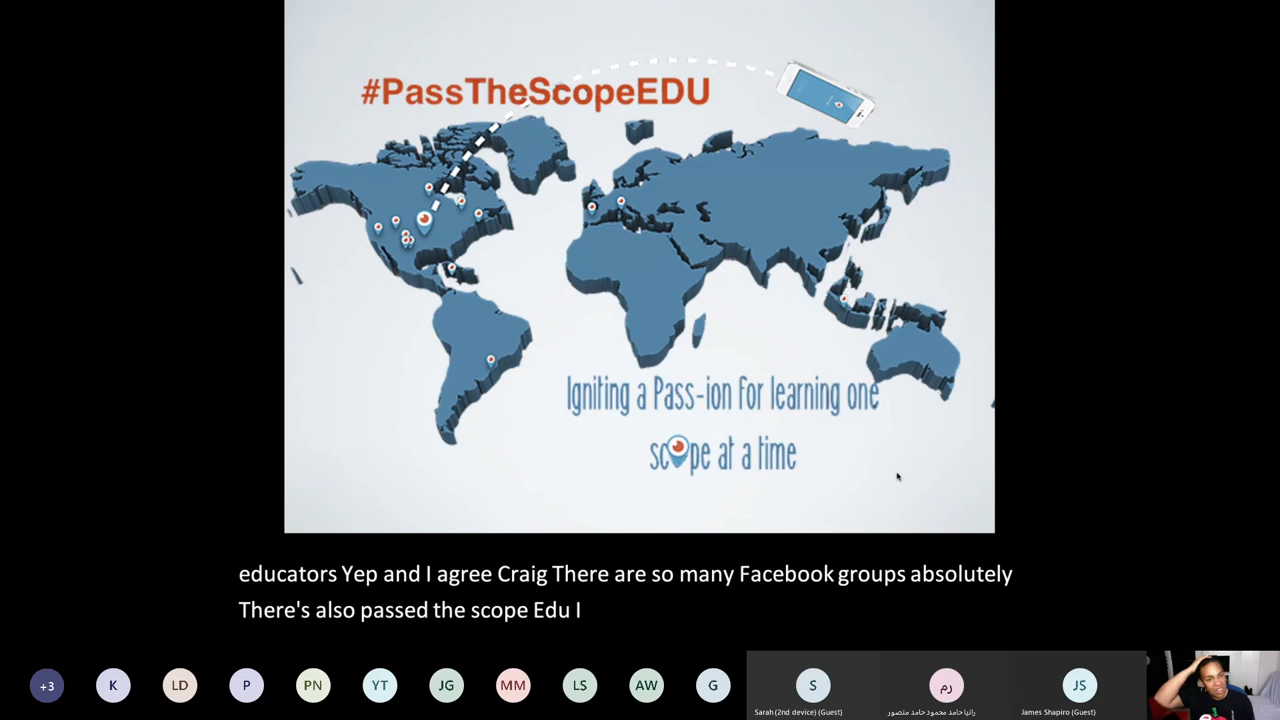 #PassTheScopeEDU
Igniting a Pass-ion for learning one
scope at a time
educators Yep and I agree Craig There are so many Facebook groups absolutely
There's also passed the scope Edu I
+3
K
LD
P
PN
YT
JG
MM
LS
AW
G
S
رم
JS
Sarah (2nd device) (Guest)
رانيا حامد محمود حامد منصور
James Shapiro (Guest)